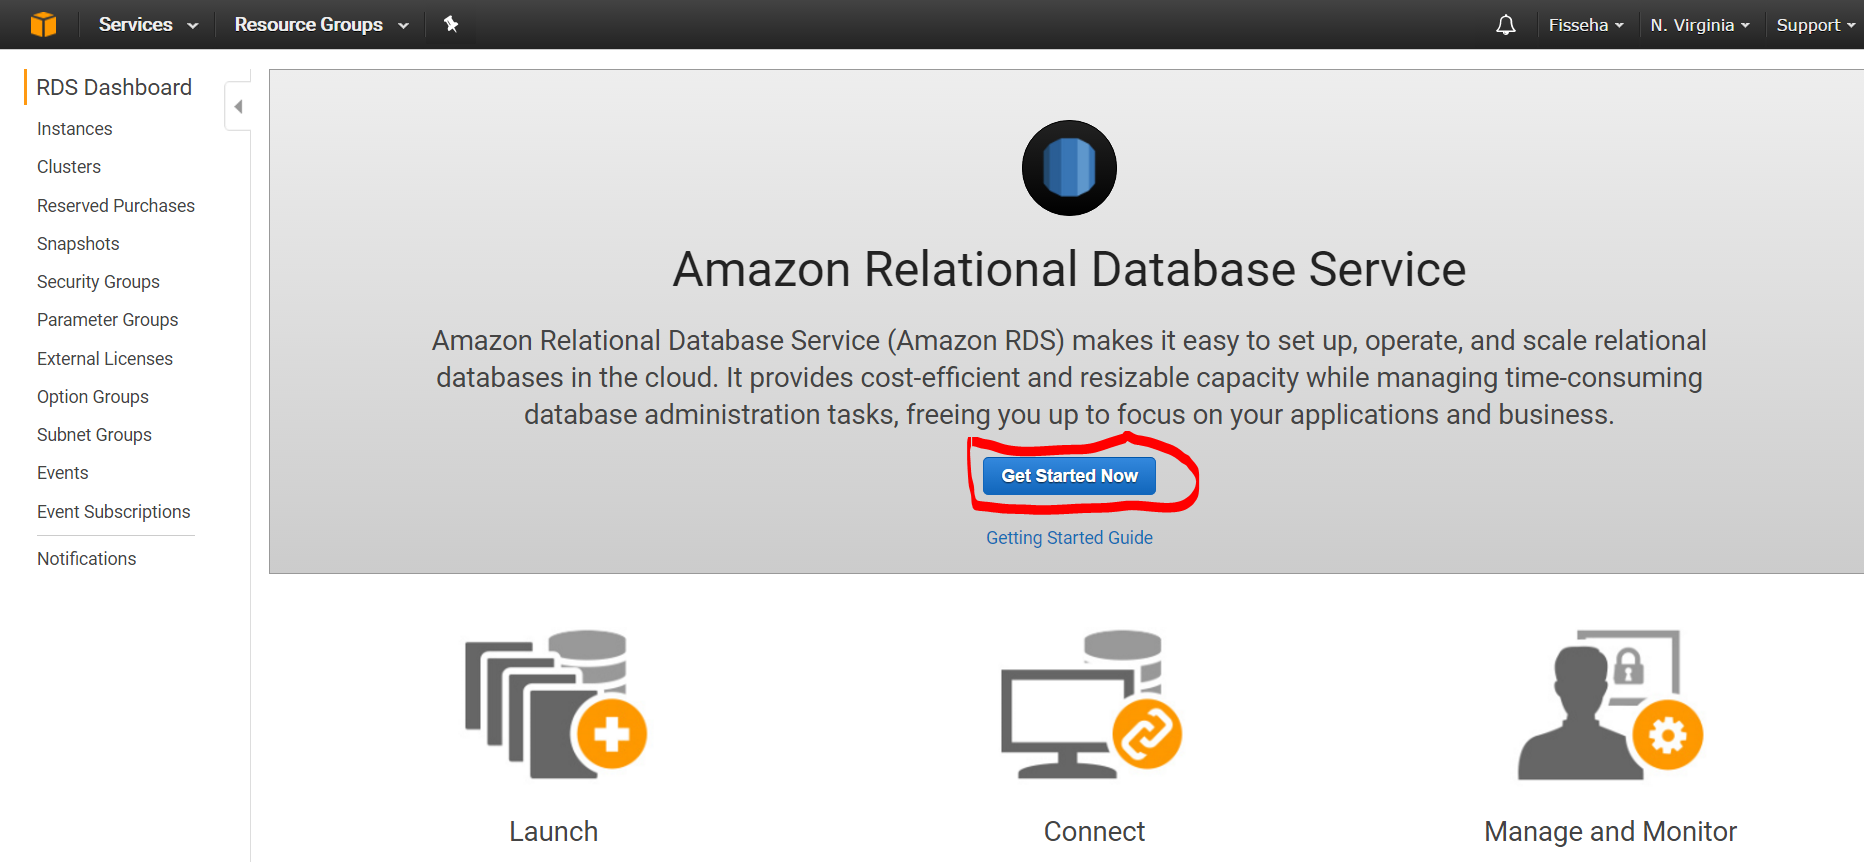 Services
Resource Groups
Fisseha
N. Virginia
Support
RDS Dashboard
Instances
Clusters
Reserved Purchases
Snapshots
Security Groups
Parameter Groups
External Licenses
Option Groups
Subnet Groups
Events
Event Subscriptions
Notifications
Amazon Relational Database Service
Amazon Relational Database Service (Amazon RDS) makes it easy to set up, operate, and scale relational
databases in the cloud. It provides cost-efficient and resizable capacity while managing time-consuming
database administration tasks, freeing you up to focus on your applications and business.
Get Started Now
Getting Started Guide
Launch
Connect
Manage and Monitor